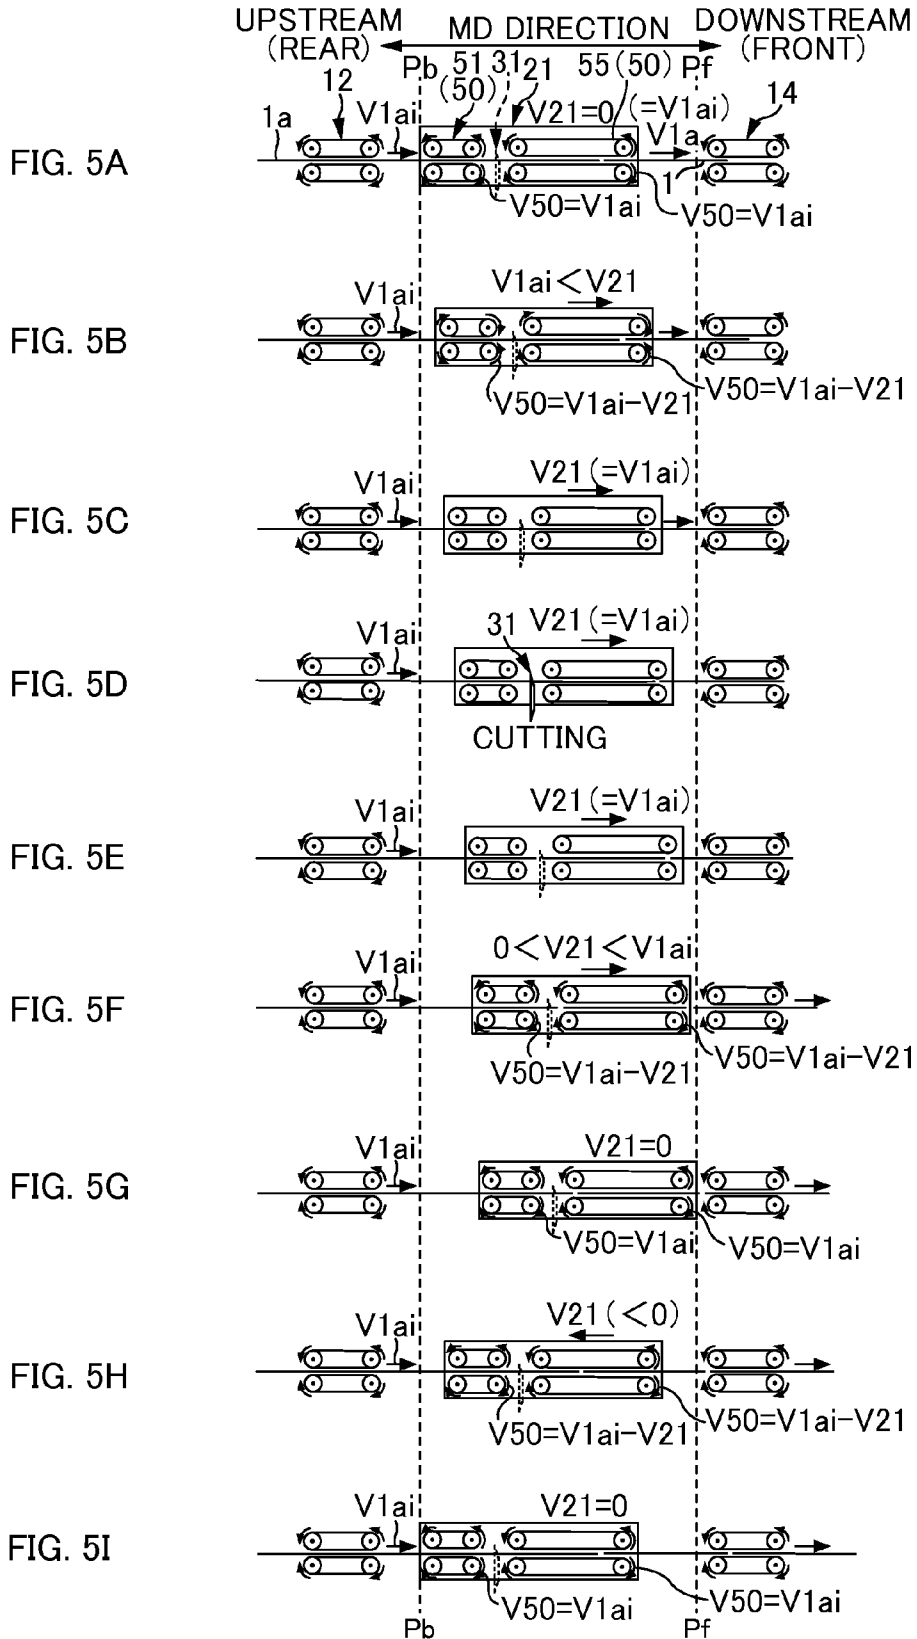 UPSTREAM (REAR)
MD DIRECTION
DOWNSTREAM (FRONT)
Pb
51 (50)
31
21
55(50)
Pf
12
V1ai
V21=0 (=V1ai)
14
1a
V1a
FIG. 5A
1
V50=V1ai
V50=V1ai
V1ai<V21
V1ai
FIG. 5B
V50=V1ai-V21
V50=V1ai-V21
V21(=V1ai)
V1ai
FIG. 5C
31
V21(=V1ai)
V1ai
FIG. 5D
CUTTING
V21(=V1ai)
V1ai
FIG. 5E
0<V21<V1ai
V1ai
FIG. 5F
V50=V1ai-V21
V50=V1ai-V21
V21=0
V1ai
FIG. 5G
V50=V1ai
V50=V1ai
V21(<0)
V1ai
FIG. 5H
V50=V1ai-V21
V50=V1ai-V21
V21=0
V1ai
FIG. 5I
V50=V1ai
V50=V1ai
Pb
Pf